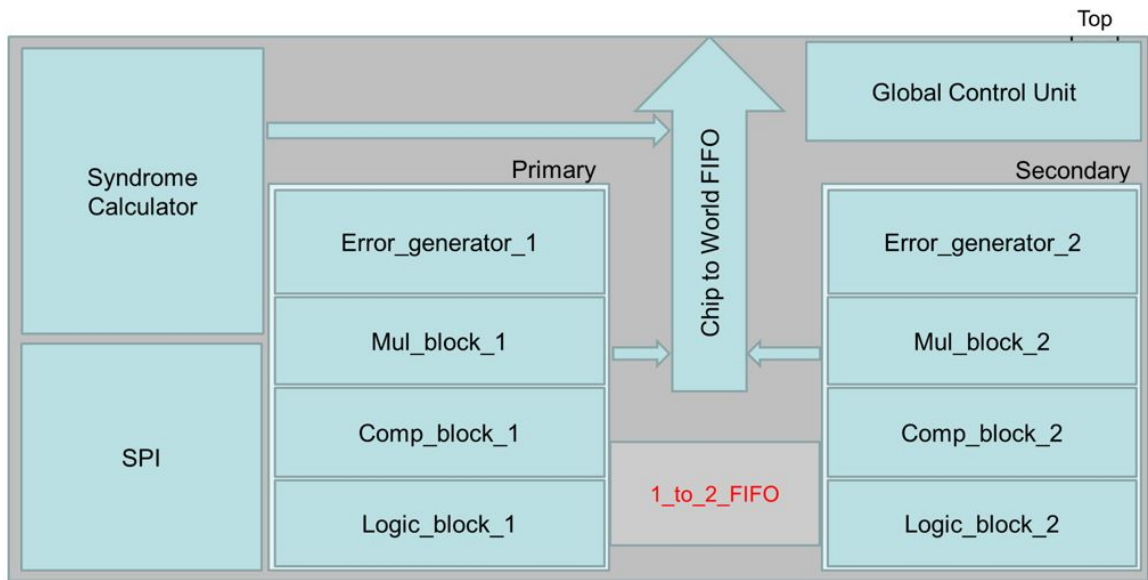 Top
Syndrome
Calculator
SPI
Primary
Error_generator_1
Mul_block_1
Comp_block_1
Logic_block_1
Chip to World FIFO
1_to_2_FIFO
Global Control Unit
Secondary
Error_generator_2
Mul_block_2
Comp_block_2
Logic_block_2